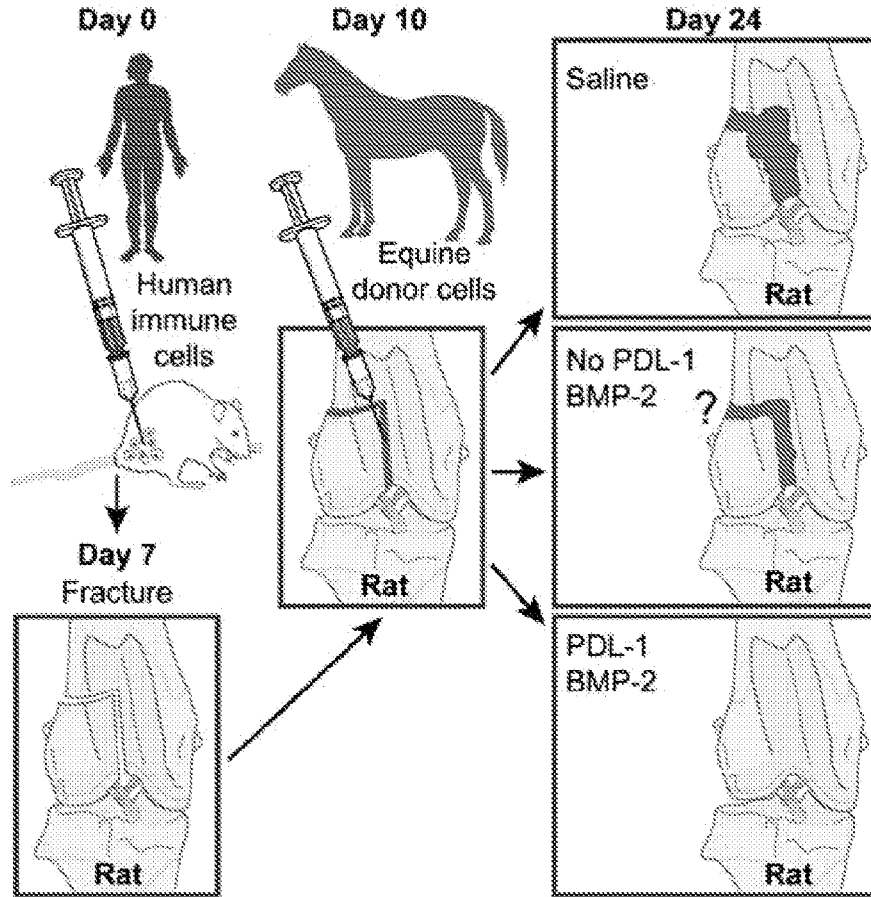 Day 0
Human
immune
cells
Day 7
Fracture
Rat
Day 10
Equine
donor cells
Rat
Day 24
Saline
Rat
No PDL-1
BMP-2
?
Rat
PDL-1
BMP-2
Rat